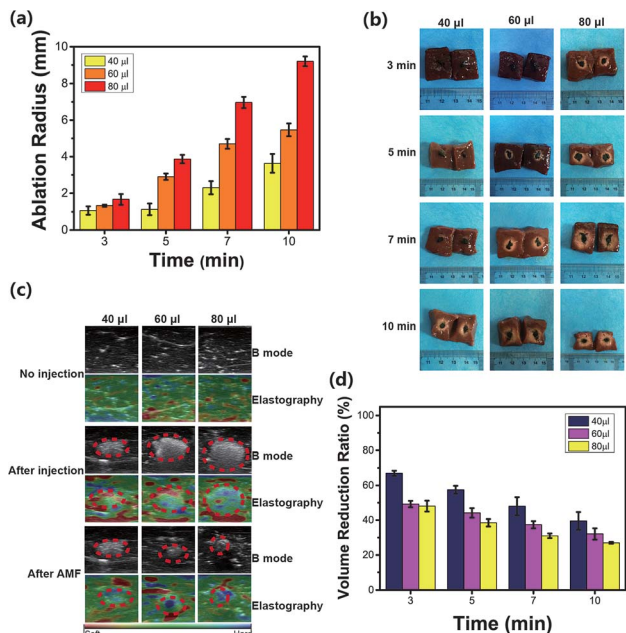 (a)
10
8
6
4
2
0
Ablation Radius (mm)
40 μl
60 μl
80 μl
3 5 7 10
Time (min)
(b)
40 μl 60 μl 80 μl
3 min
5 min
7 min
10 min
(c)
40 μl 60 μl 80 μl
No injection
B mode
Elastography
After injection
B mode
Elastography
After AMF
B mode
Elastography
Soft Hard
(d)
100
80
60
40
20
0
Volume Reduction Ratio (%)
40μl
60μl
80μl
3 5 7 10
Time (min)